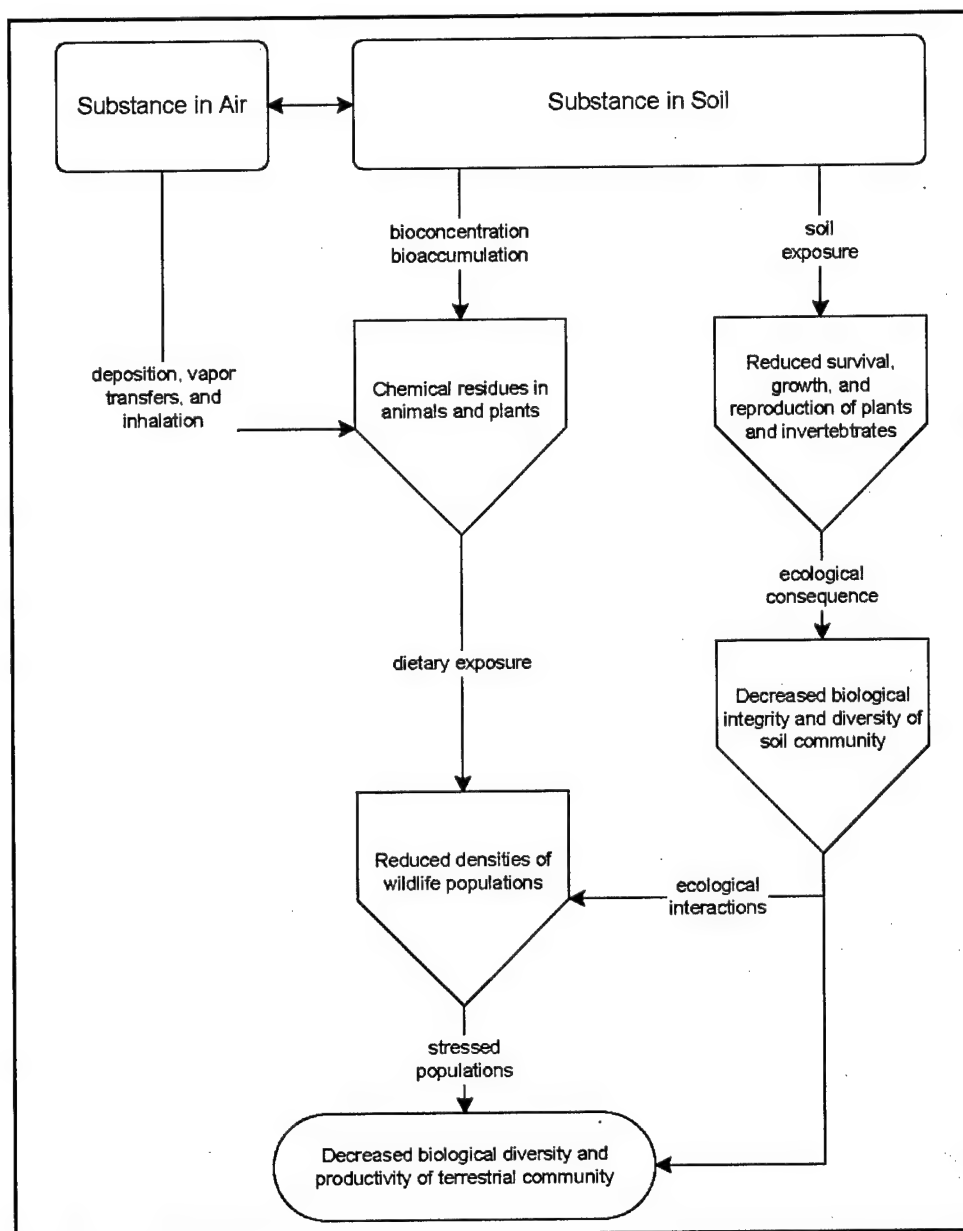 Substance in Air
Substance in Soil
bioconcentration
bioaccumulation
soil
exposure
deposition, vapor
transfers, and
inhalation
Chemical residues in
animals and plants
Reduced survival,
growth, and
reproduction of plants
and invertebtrates
ecological
consequence
dietary exposure
Decreased biological
integrity and diversity of
soil community
Reduced densities of
wildlife populations
ecological
interactions
stressed
populations
Decreased biological diversity and
productivity of terrestrial community